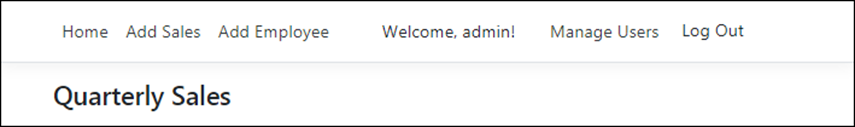 Home Add Sales Add Employee Welcome, admin! Manage Users Log Out
Quarterly Sales